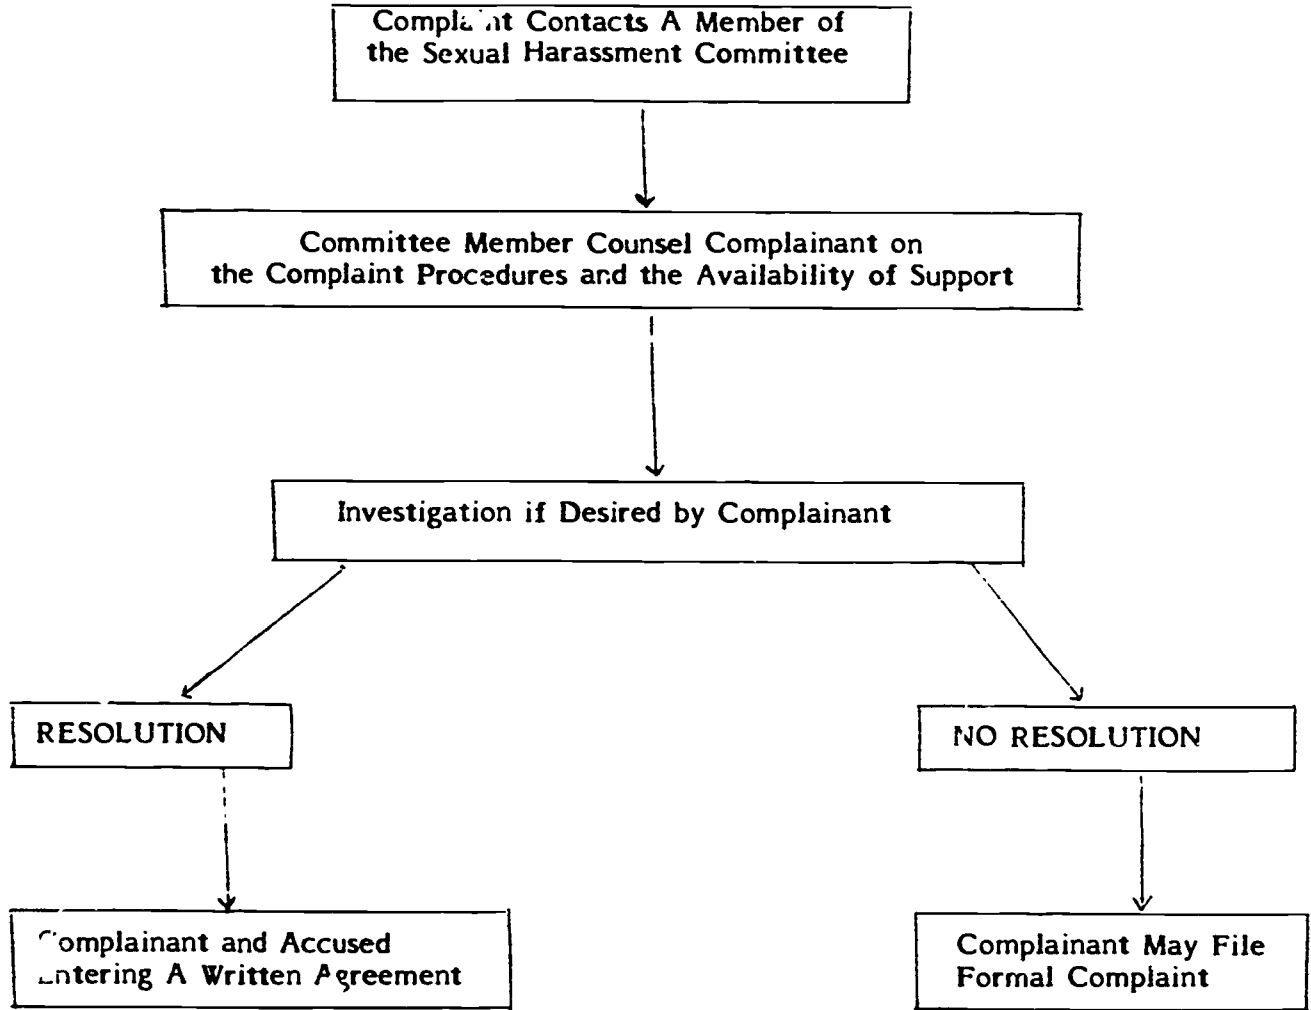 Complaint Contacts A Member of
the Sexual Harassment Committee
Committee Member Counsel Complainant on
the Complaint Procedures and the Availability of Support
Investigation if Desired by Complainant
RESOLUTION
NO RESOLUTION
Complainant and Accused
Entering A Written Agreement
Complainant May File
Formal Complaint